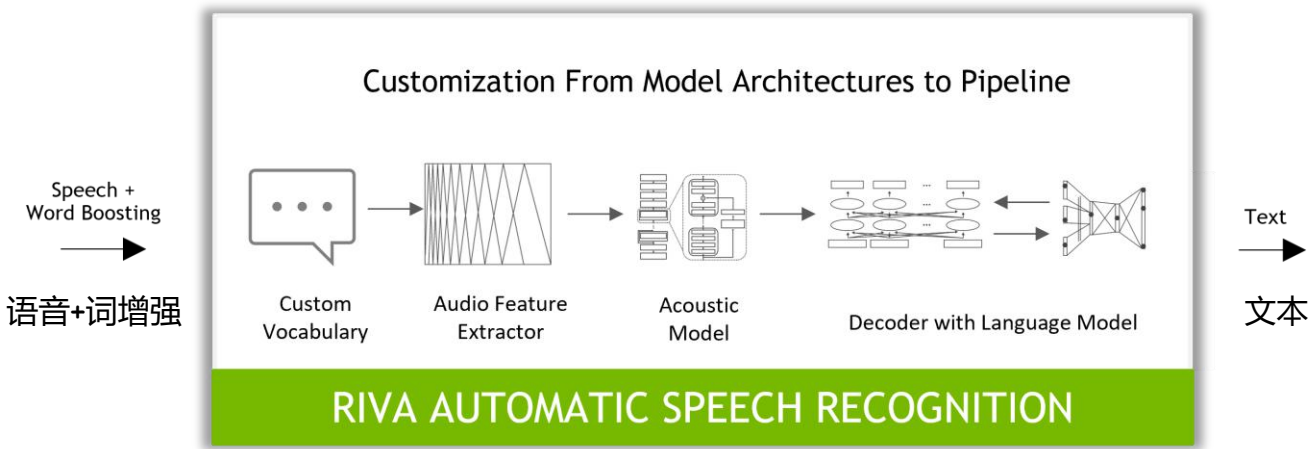 Customization From Model Architectures to Pipeline
Speech +
Word Boosting
语音+词增强
Custom
Vocabulary
Audio Feature
Extractor
Acoustic
Model
Decoder with Language Model
Text
文本
RIVA AUTOMATIC SPEECH RECOGNITION